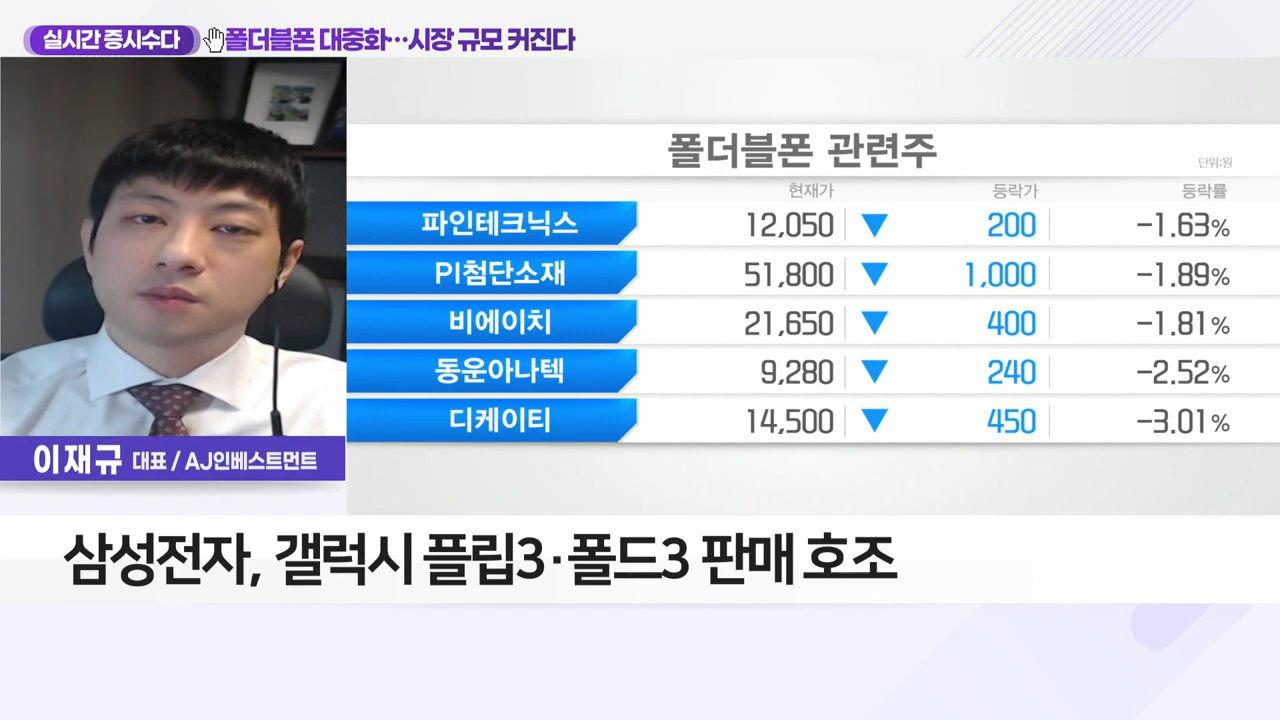 실시간 증시수다 폴더블폰 대중화…시장 규모 커진다
폴더블폰 관련주
단위:원
현재가 등락가 등락률
파인테크닉스 12,050 ▼ 200 -1.63%
PI첨단소재 51,800 ▼ 1,000 -1.89%
비에이치 21,650 ▼ 400 -1.81%
동운아나텍 9,280 ▼ 240 -2.52%
디케이티 14,500 ▼ 450 -3.01%
이재규 대표 / AJ인베스트먼트
삼성전자, 갤럭시 플립3·폴드3 판매 호조